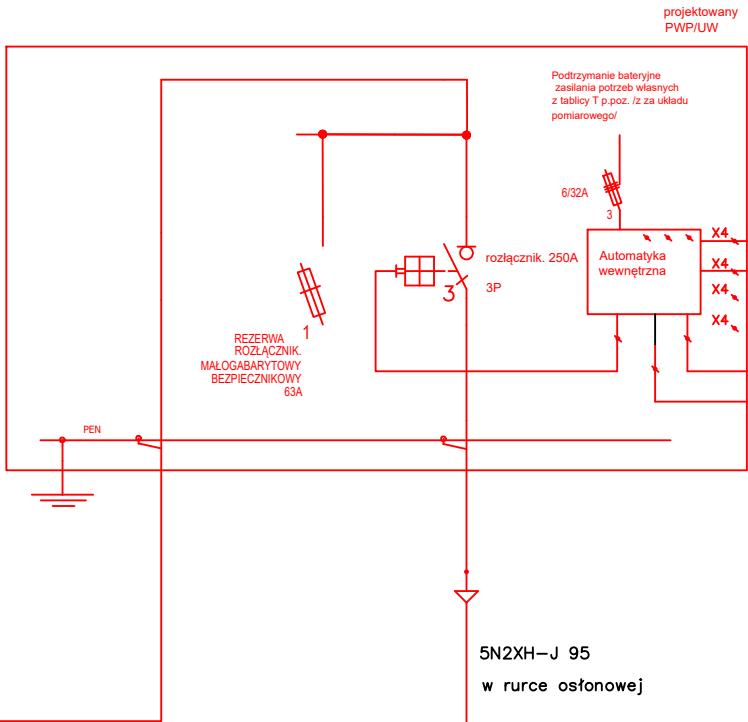 projektowany
PWP/UW
Podtrzymanie bateryjne
zasilania potrzeb własnych
z tablicy T p.poz. /z za układu
pomiarowego/
6/32A
3
X4
Automatyka
wewnętrzna
X4
X4
X4
rozłącznik. 250A
3P
3
1
REZERWA
ROZŁĄCZNIK.
MAŁOGABARYTOWY
BEZPIECZNIKOWY
63A
PEN
5N2XH-J 95
w rurce osłonowej